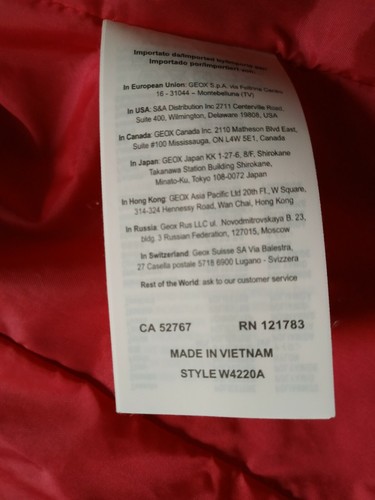 Importato da/Imported by/Importé par/
Importado por/Importiert von:
In European Union: GEOX S.p.A. via Feltrina Centro
16 - 31044 – Montebelluna (TV)
In USA: S&A Distribution Inc 2711 Centerville Road,
Suite 400, Wilmington, Delaware 19808, USA
In Canada: GEOX Canada Inc. 2110 Matheson Blvd East,
Suite #100 Mississauga, ON L4W 5E1, Canada
In Japan: GEOX Japan KK 1-27-6, 8/F, Shirokane
Takanawa Station Building Shirokane,
Minato-Ku, Tokyo 108-0072 Japan
In Hong Kong: GEOX Asia Pacific Ltd 20th Fl., W Square,
314-324 Hennessy Road, Wan Chai, Hong Kong
In Russia: Geox Rus LLC ul. Novodmitrovskaya B. 23,
bldg. 3 Russian Federation, 127015, Moscow
In Switzerland: Geox Suisse SA Via Balestra,
27 Casella postale 5718 6900 Lugano - Svizzera
Rest of the World: ask to our customer service
CA 52767 RN 121783
MADE IN VIETNAM
STYLE W4220A